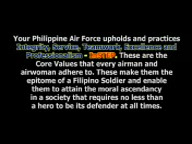 Your Philippine Air Force upholds and practices
Integrity, Service, Teamwork, Excellence and
Professionalism - InSTEP. These are the
Core Values that every airman and
airwoman adhere to. These make them the
epitome of a Filipino Soldier and enable
them to attain the moral ascendancy
in a society that requires no less than
a hero to be its defender at all times.